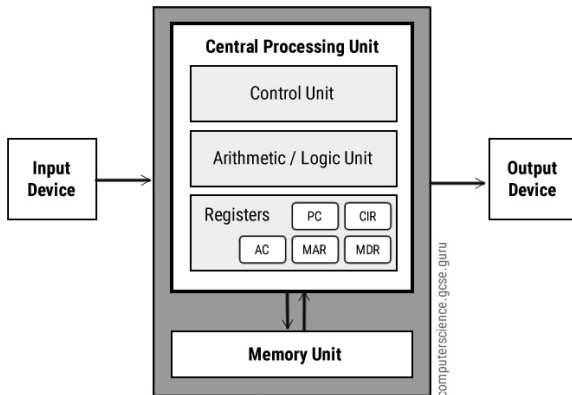 Central Processing Unit
Control Unit
Arithmetic / Logic Unit
Registers
PC
CIR
AC
MAR
MDR
Memory Unit
Input
Device
Output
Device
computerscience.gcse.guru